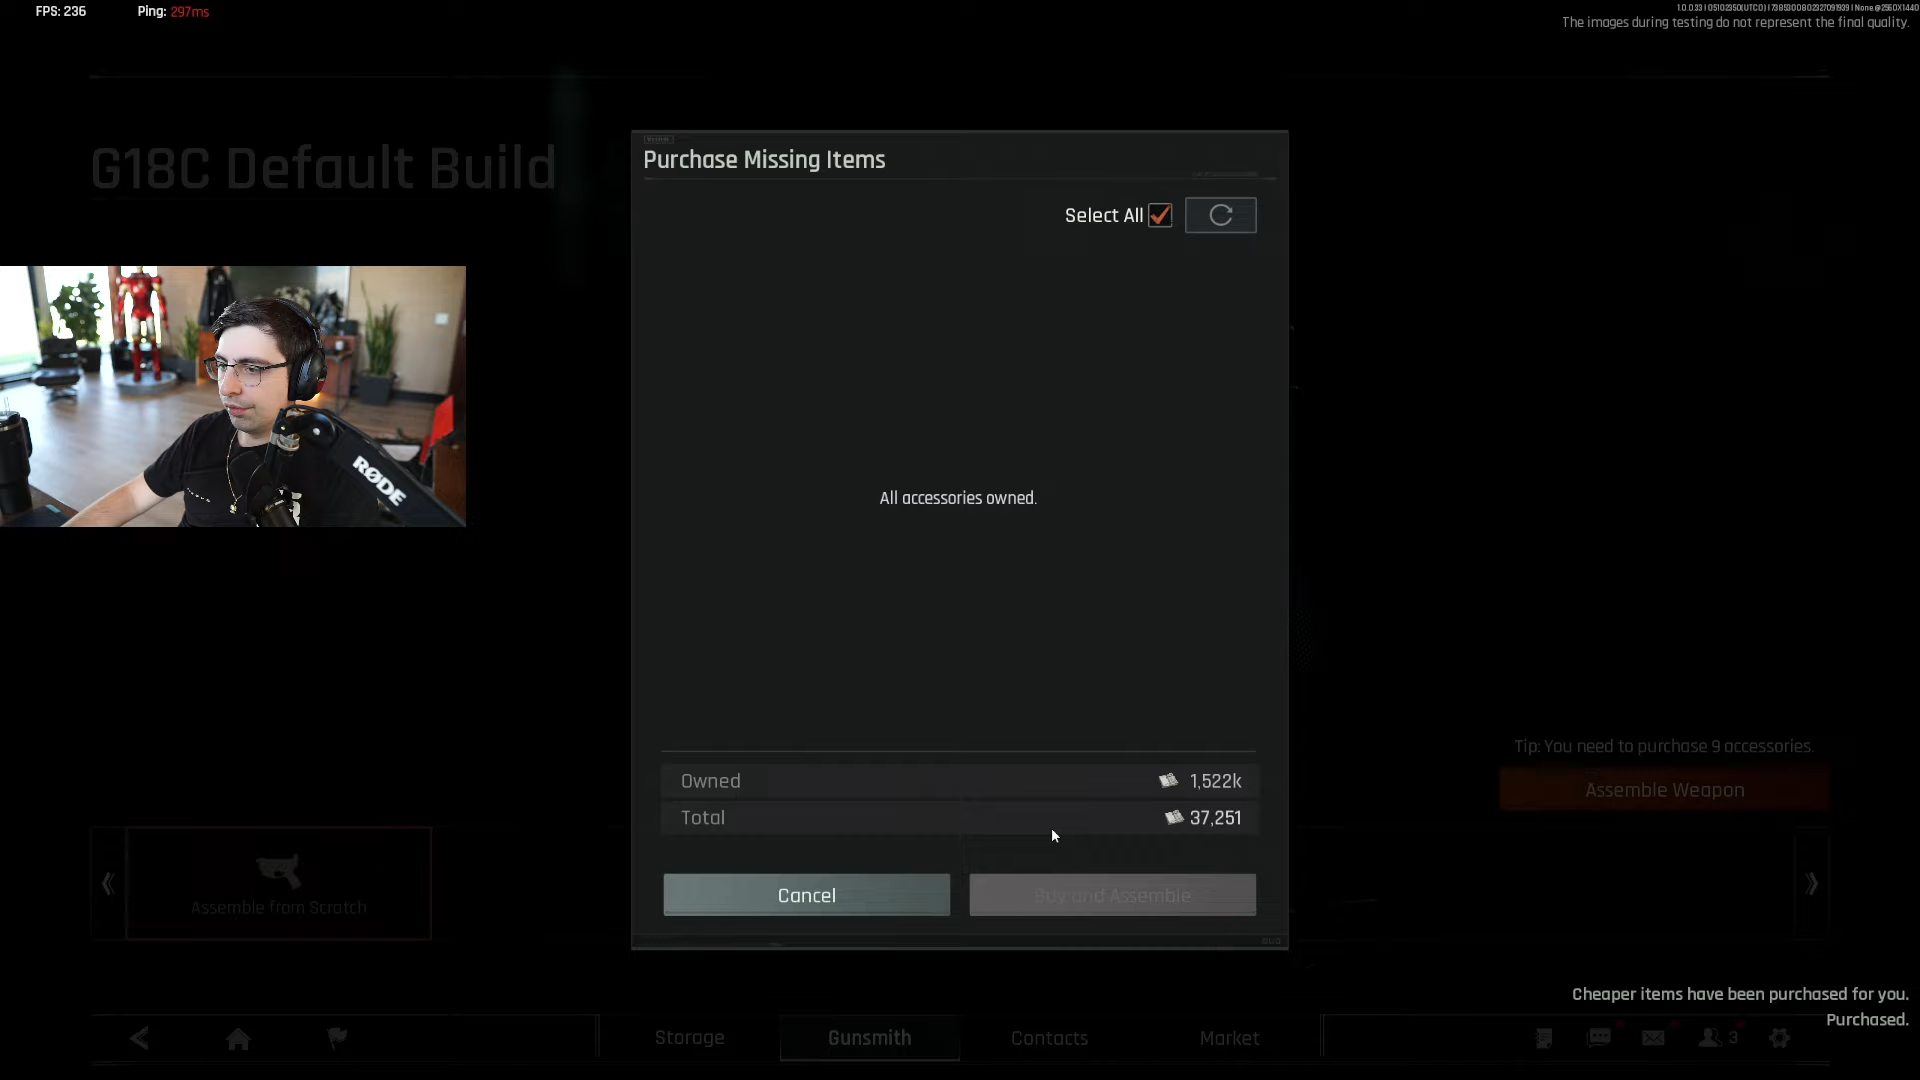 FPS: 236
Ping: 297ms
The images during testing do not represent the final quality.
G18C Default Build
Purchase Missing Items
Select All
RØDE
All accessories owned.
Tip: You need to purchase 9 accessories.
Owned
1,522k
Assemble Weapon
Total
37,251
Assemble from Scratch
Cancel
Buy and Assemble
Cheaper items have been purchased for you.
Purchased.
Storage
Gunsmith
Contacts
Market
3